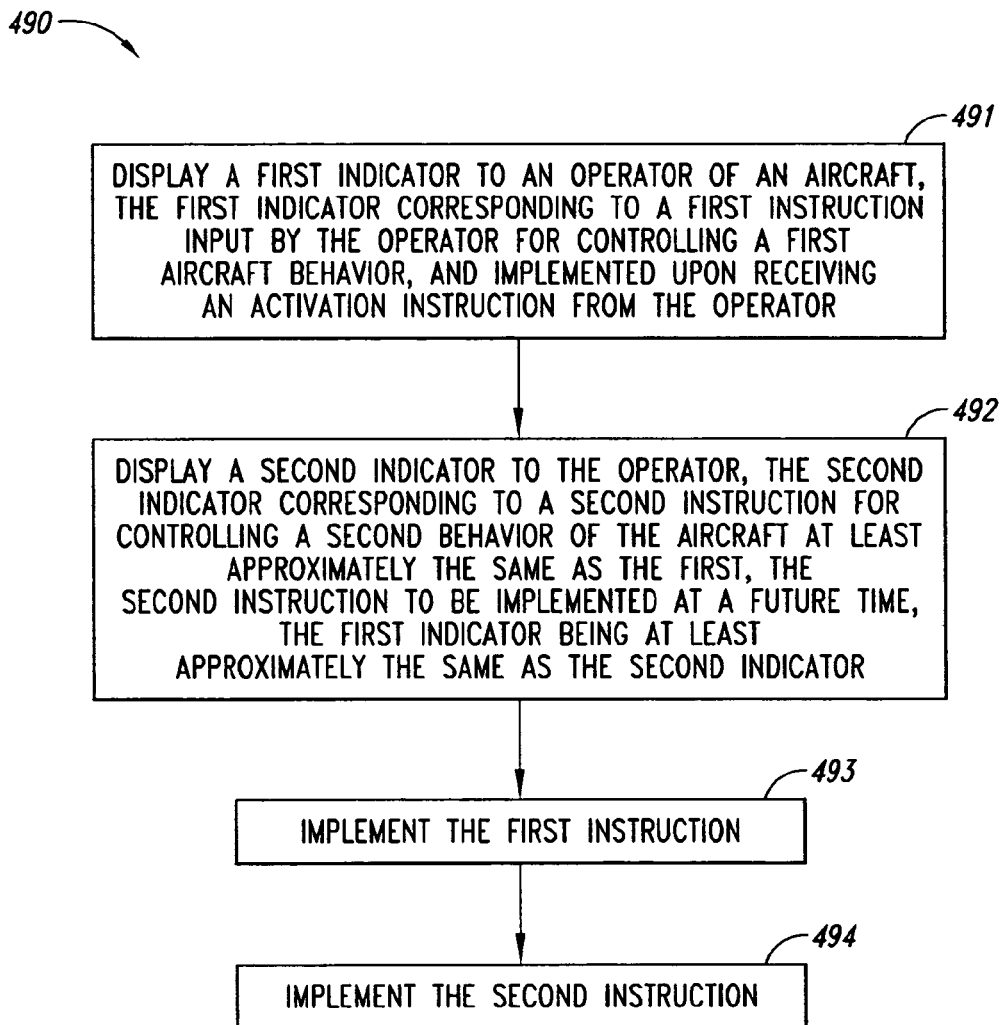 490
491
DISPLAY A FIRST INDICATOR TO AN OPERATOR OF AN AIRCRAFT,
THE FIRST INDICATOR CORRESPONDING TO A FIRST INSTRUCTION
INPUT BY THE OPERATOR FOR CONTROLLING A FIRST
AIRCRAFT BEHAVIOR, AND IMPLEMENTED UPON RECEIVING
AN ACTIVATION INSTRUCTION FROM THE OPERATOR
492
DISPLAY A SECOND INDICATOR TO THE OPERATOR, THE SECOND
INDICATOR CORRESPONDING TO A SECOND INSTRUCTION FOR
CONTROLLING A SECOND BEHAVIOR OF THE AIRCRAFT AT LEAST
APPROXIMATELY THE SAME AS THE FIRST, THE
SECOND INSTRUCTION TO BE IMPLEMENTED AT A FUTURE TIME,
THE FIRST INDICATOR BEING AT LEAST
APPROXIMATELY THE SAME AS THE SECOND INDICATOR
493
IMPLEMENT THE FIRST INSTRUCTION
494
IMPLEMENT THE SECOND INSTRUCTION